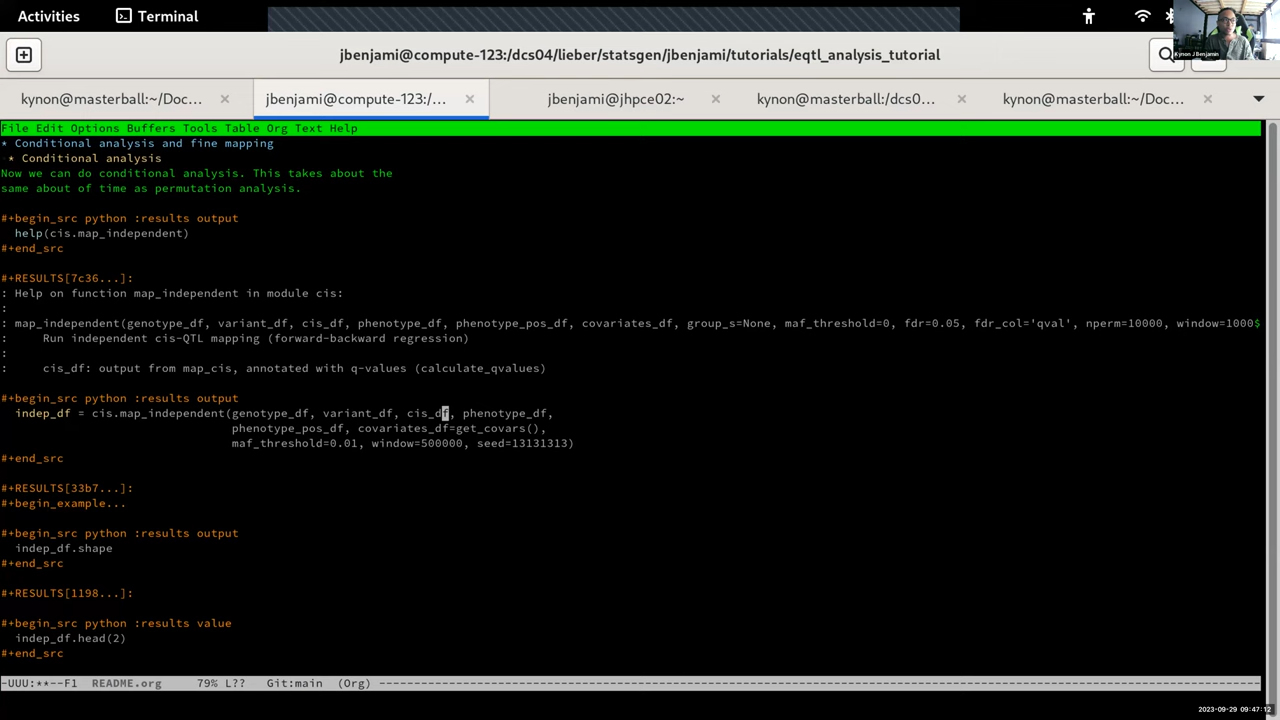 Activities
Terminal
Kynon J Benjamin
jbenjami@compute-123:/dcs04/lieber/statsgen/jbenjami/tutorials/eqtl_analysis_tutorial
kynon@masterball:~/Doc...
jbenjami@compute-123:/...
jbenjami@jhpce02:~
kynon@masterball:/dcs0...
kynon@masterball:~/Doc...
File Edit Options Buffers Tools Table Org Text Help
* Conditional analysis and fine mapping
 * Conditional analysis
Now we can do conditional analysis. This takes about the
same about of time as permutation analysis.
#+begin_src python :results output
  help(cis.map_independent)
#+end_src
#+RESULTS[7c36...]:
: Help on function map_independent in module cis:
:
: map_independent(genotype_df, variant_df, cis_df, phenotype_df, phenotype_pos_df, covariates_df, group_s=None, maf_threshold=0, fdr=0.05, fdr_col='qval', nperm=10000, window=1000$
:     Run independent cis-QTL mapping (forward-backward regression)
:
:     cis_df: output from map_cis, annotated with q-values (calculate_qvalues)
#+begin_src python :results output
  indep_df = cis.map_independent(genotype_df, variant_df, cis_df, phenotype_df,
                                 phenotype_pos_df, covariates_df=get_covars(),
                                 maf_threshold=0.01, window=500000, seed=13131313)
#+end_src
#+RESULTS[33b7...]:
#+begin_example...
#+begin_src python :results output
  indep_df.shape
#+end_src
#+RESULTS[1198...]:
#+begin_src python :results value
  indep_df.head(2)
#+end_src
-UUU:**--F1  README.org     79% L??    Git:main  (Org) ------------------------------------------------------------
2023-09-29 09:47:12